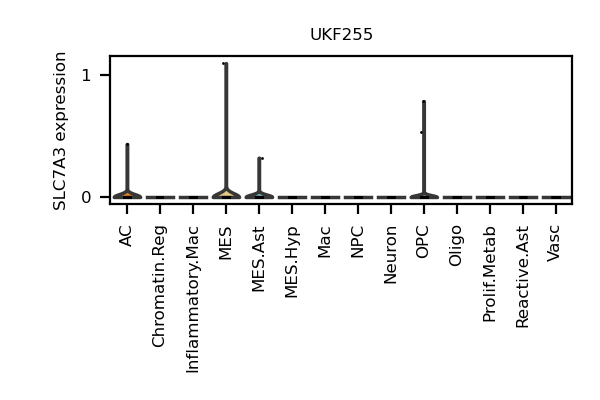 UKF255
SLC7A3 expression
1
0
AC
Chromatin.Reg
Inflammatory.Mac
MES
MES.Ast
MES.Hyp
Mac
NPC
Neuron
OPC
Oligo
Prolif.Metab
Reactive.Ast
Vasc